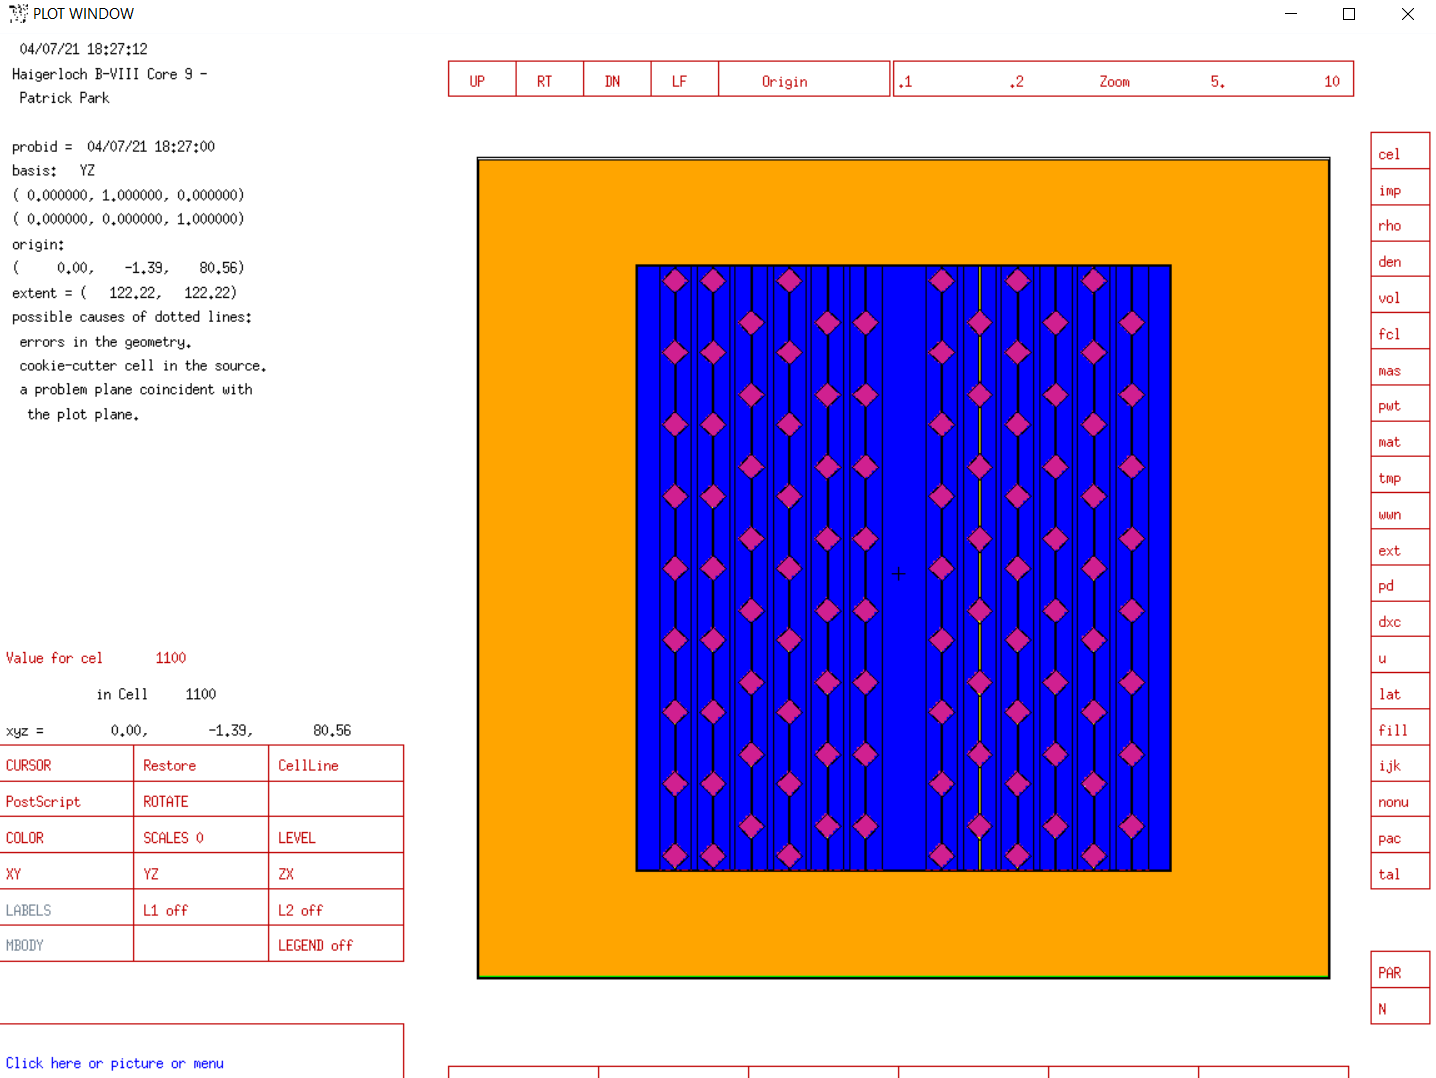 PLOT WINDOW
04/07/21 18:27:12
Haigerloch B-VIII Core 9 -
Patrick Park
probid = 04/07/21 18:27:00
basis: YZ
( 0.000000, 1.000000, 0.000000)
( 0.000000, 0.000000, 1.000000)
origin:
( 0.00, -1.39, 80.56)
extent = ( 122.22, 122.22)
possible causes of dotted lines:
errors in the geometry.
cookie-cutter cell in the source.
a problem plane coincident with
the plot plane.
UP RT DN LF Origin .1 .2 Zoom 5. 10
cel
imp
rho
den
vol
fcl
mas
pwt
mat
tmp
wwn
ext
pd
dxc
u
lat
fill
ijk
nonu
pac
tal
PAR
N
Value for cel 1100
in Cell 1100
xyz = 0.00, -1.39, 80.56
CURSOR Restore CellLine
PostScript ROTATE
COLOR SCALES 0 LEVEL
XY YZ ZX
LABELS L1 off L2 off
MBODY LEGEND off
Click here or picture or menu